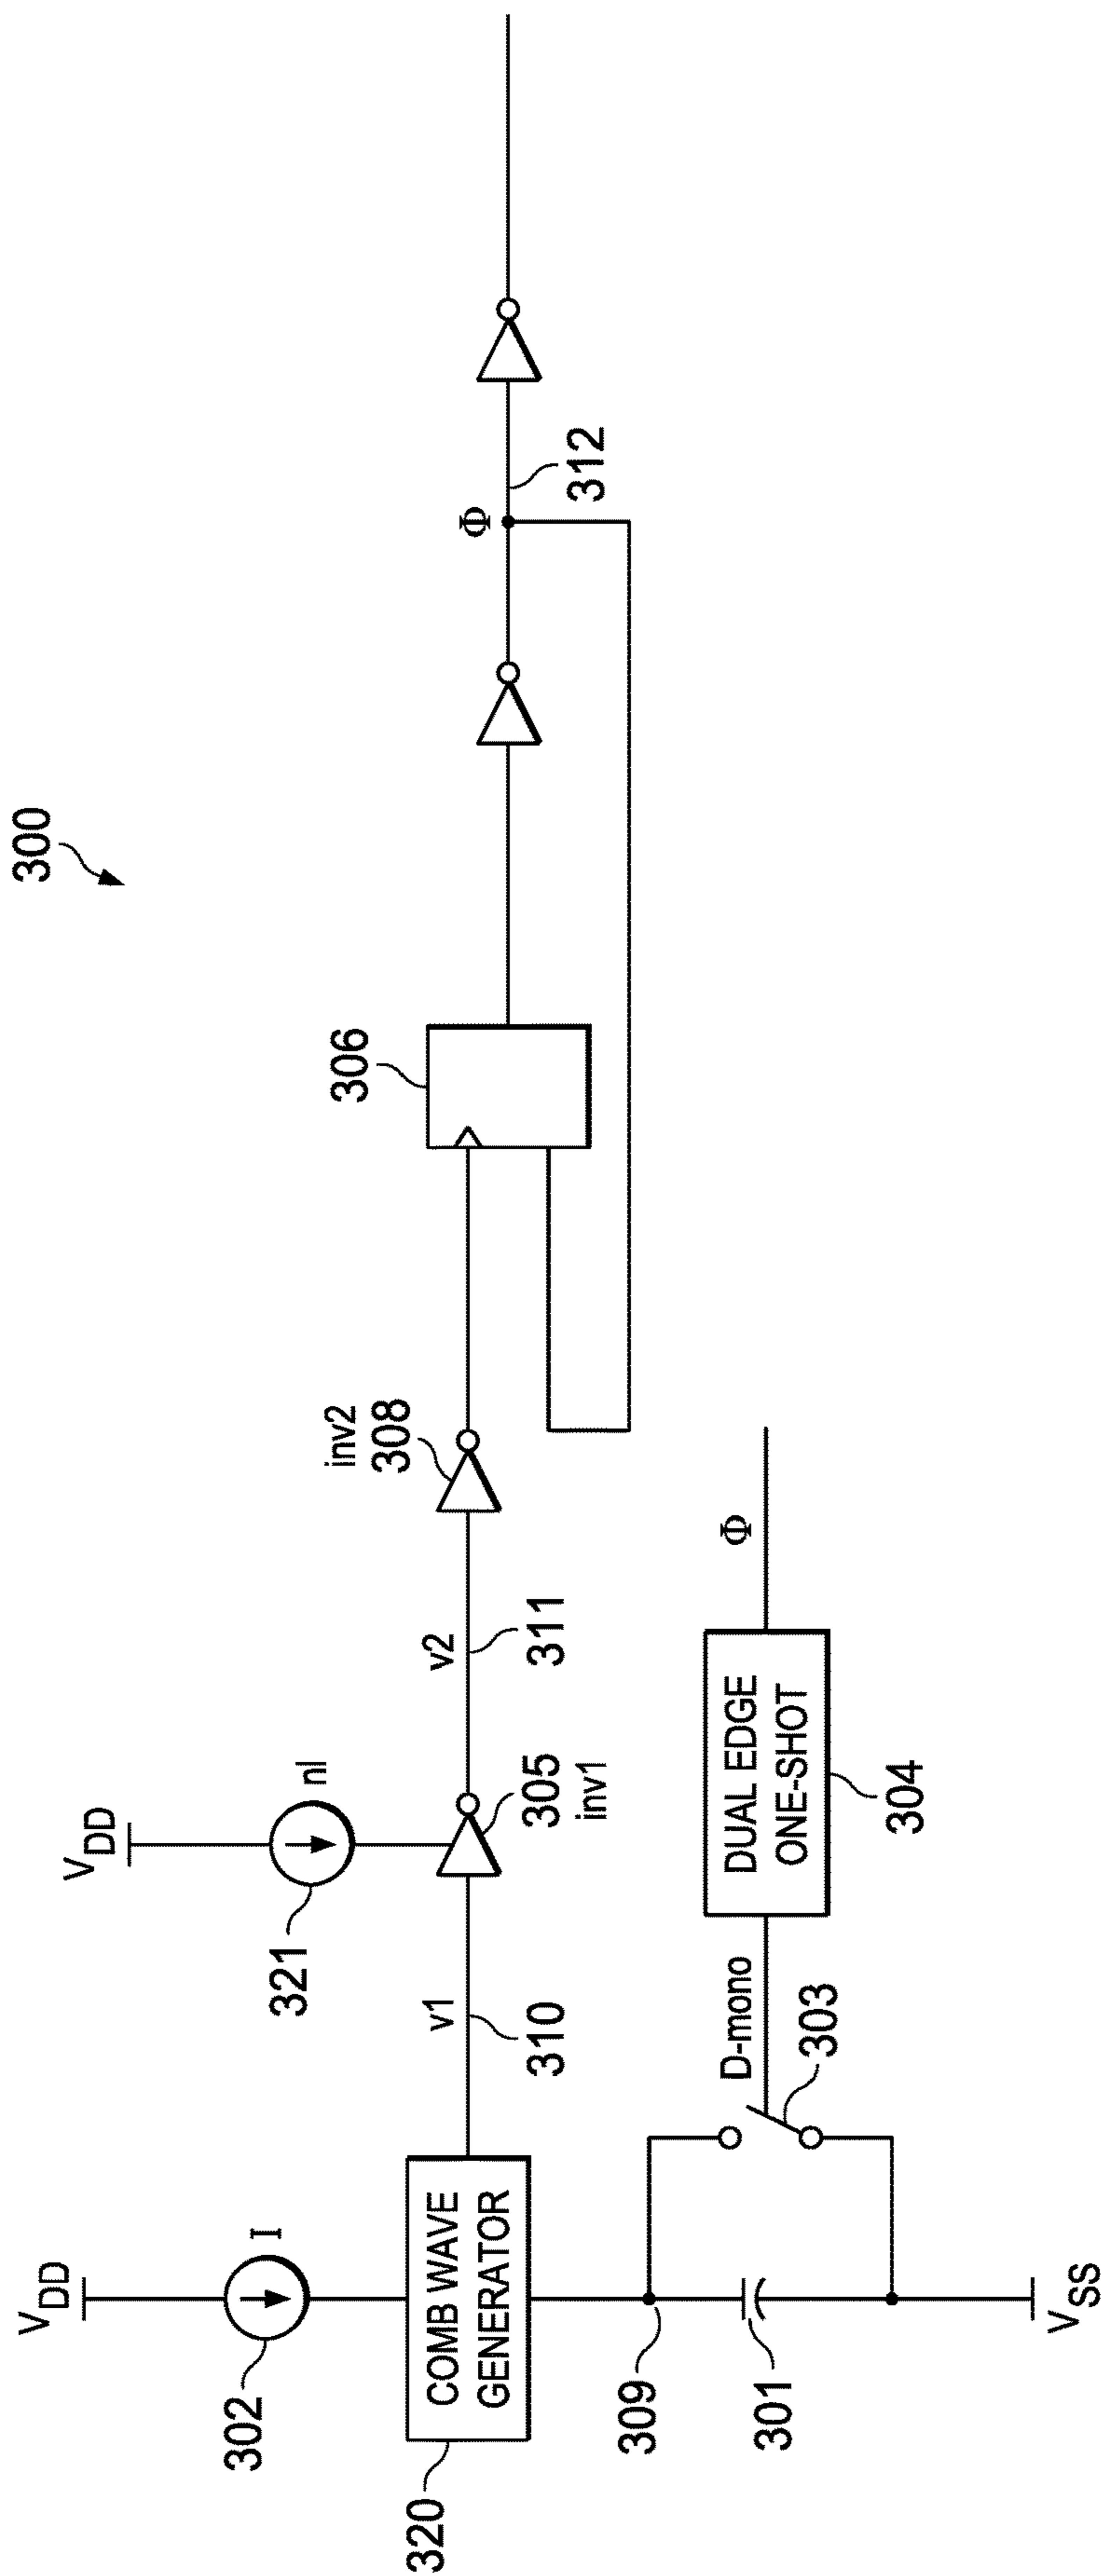 300
V_DD
I
302
COMB WAVE
GENERATOR
320
V_DD
nI
321
v1
310
305
inv1
v2
311
inv2
308
306
Φ
312
309
301
V_SS
D-mono
303
DUAL EDGE
ONE-SHOT
304
Φ